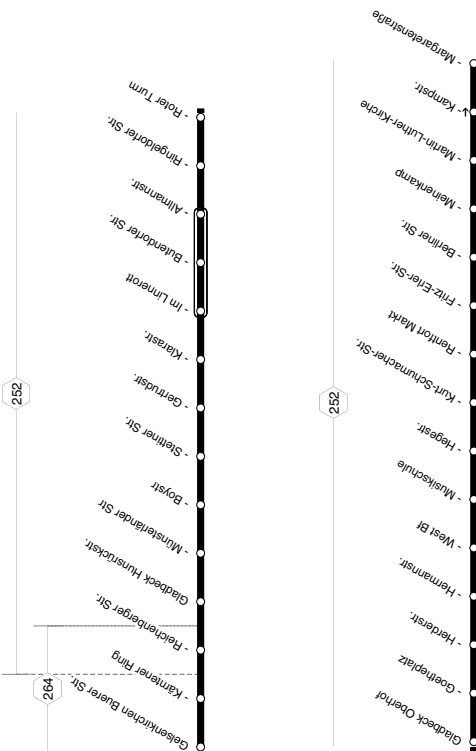 Roter Turm -
Ringeldorfer Str. -
Allmannstr. -
Butendorfer Str. -
Im Linnerott -
Klarastr. -
Gertrudstr. -
Stettiner Str. -
Boystr -
Münsterländer Str -
Gladbeck Hunsrückstr. -
Reichenberger Str. -
Kärntener Ring -
Gelsenkirchen Buerer Str. -
252
264
Margaretenstraße -
Kampstr. -
Martin-Luther-Kirche -
Meinenkamp -
Berliner Str. -
Fritz-Erler-Str. -
Rentfort Markt -
Kurt-Schumacher-Str. -
Hegestr. -
Musikschule -
West Bf -
Hermannstr. -
Herderstr. -
Goetheplatz -
Gladbeck Oberhof
252